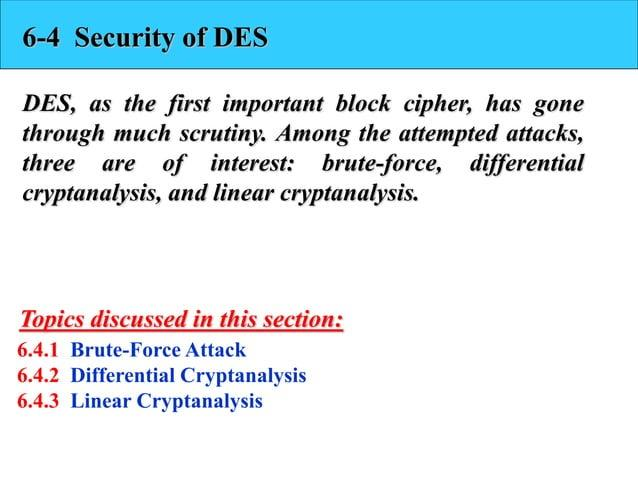 6-4 Security of DES
DES, as the first important block cipher, has gone
through much scrutiny. Among the attempted attacks,
three are of interest: brute-force, differential
cryptanalysis, and linear cryptanalysis.
Topics discussed in this section:
6.4.1 Brute-Force Attack
6.4.2 Differential Cryptanalysis
6.4.3 Linear Cryptanalysis